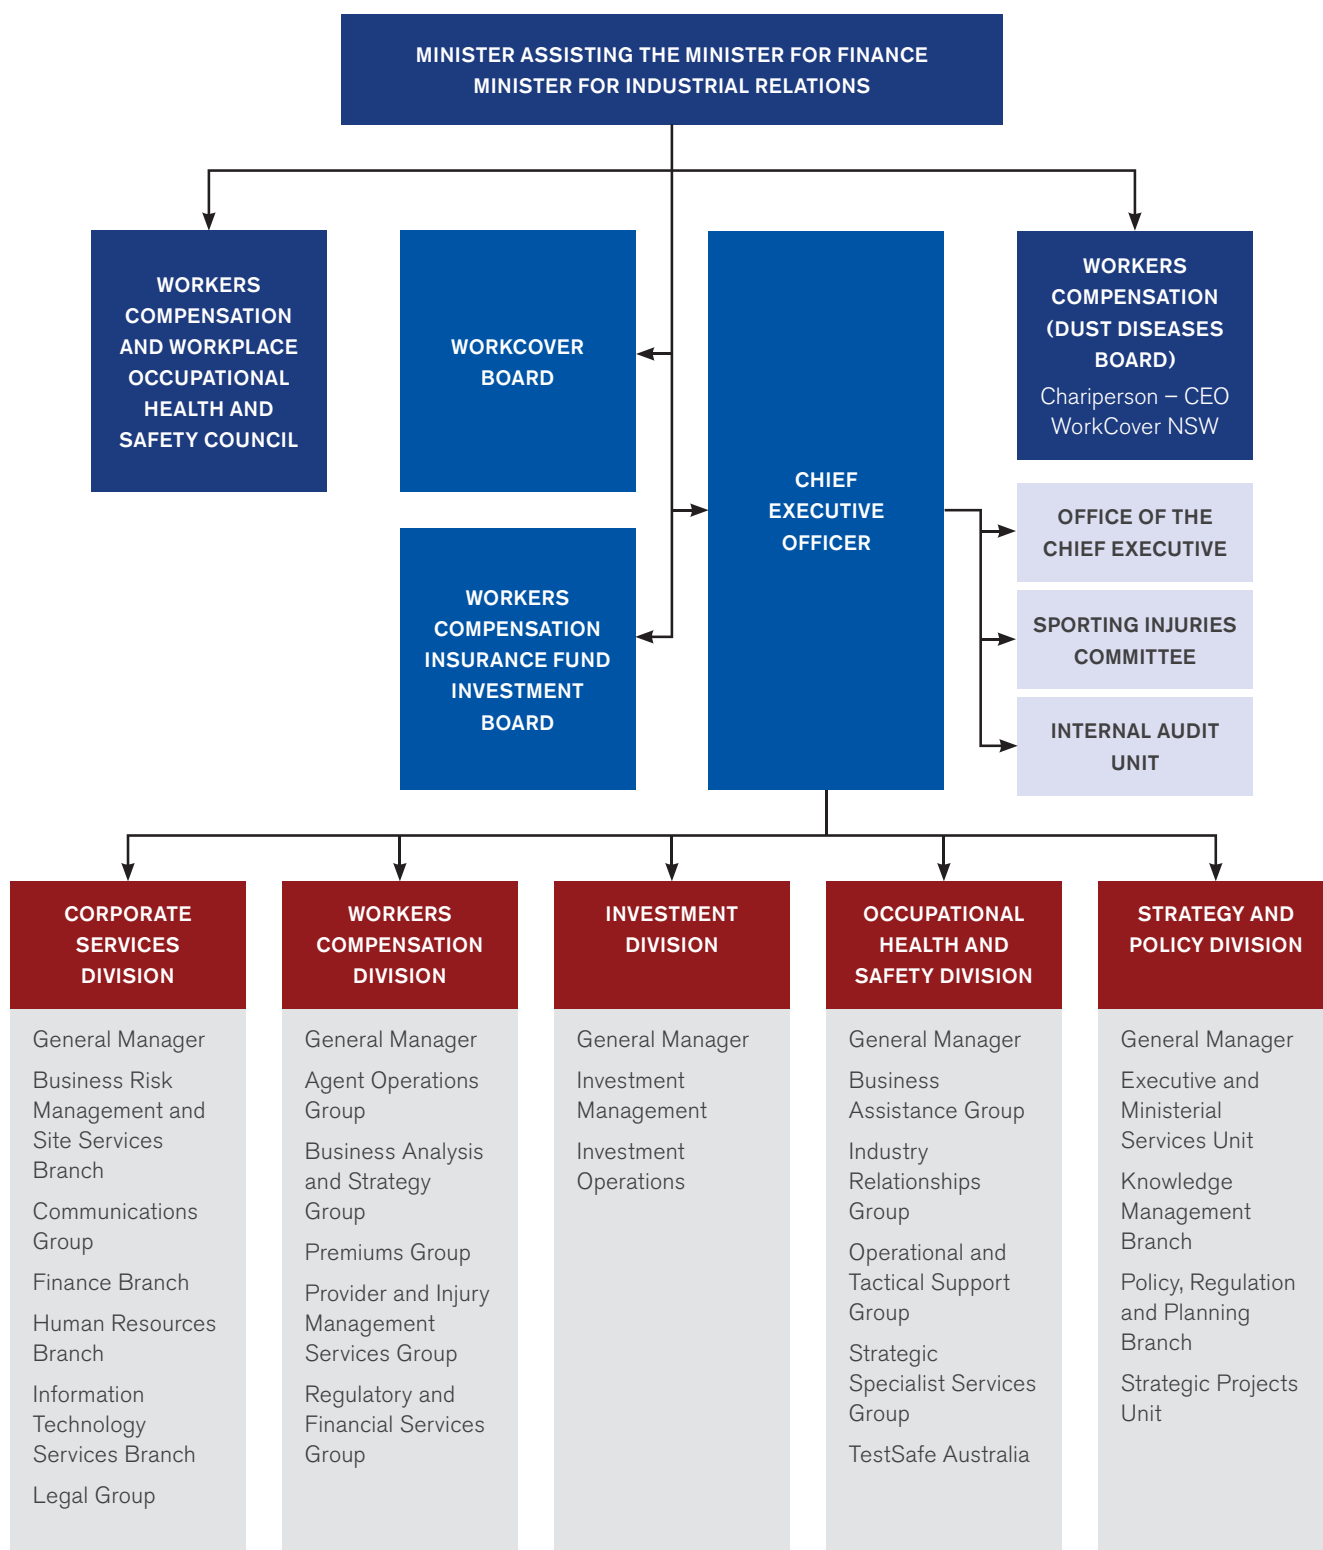 MINISTER ASSISTING THE MINISTER FOR FINANCE
MINISTER FOR INDUSTRIAL RELATIONS
WORKERS
COMPENSATION
AND WORKPLACE
OCCUPATIONAL
HEALTH AND
SAFETY COUNCIL
WORKCOVER
BOARD
WORKERS
COMPENSATION
INSURANCE FUND
INVESTMENT
BOARD
CHIEF
EXECUTIVE
OFFICER
WORKERS
COMPENSATION
(DUST DISEASES
BOARD)
Chariperson – CEO
WorkCover NSW
OFFICE OF THE
CHIEF EXECUTIVE
SPORTING INJURIES
COMMITTEE
INTERNAL AUDIT
UNIT
CORPORATE
SERVICES
DIVISION
General Manager
Business Risk
Management and
Site Services
Branch
Communications
Group
Finance Branch
Human Resources
Branch
Information
Technology
Services Branch
Legal Group
WORKERS
COMPENSATION
DIVISION
General Manager
Agent Operations
Group
Business Analysis
and Strategy
Group
Premiums Group
Provider and Injury
Management
Services Group
Regulatory and
Financial Services
Group
INVESTMENT
DIVISION
General Manager
Investment
Management
Investment
Operations
OCCUPATIONAL
HEALTH AND
SAFETY DIVISION
General Manager
Business
Assistance Group
Industry
Relationships
Group
Operational and
Tactical Support
Group
Strategic
Specialist Services
Group
TestSafe Australia
STRATEGY AND
POLICY DIVISION
General Manager
Executive and
Ministerial
Services Unit
Knowledge
Management
Branch
Policy, Regulation
and Planning
Branch
Strategic Projects
Unit